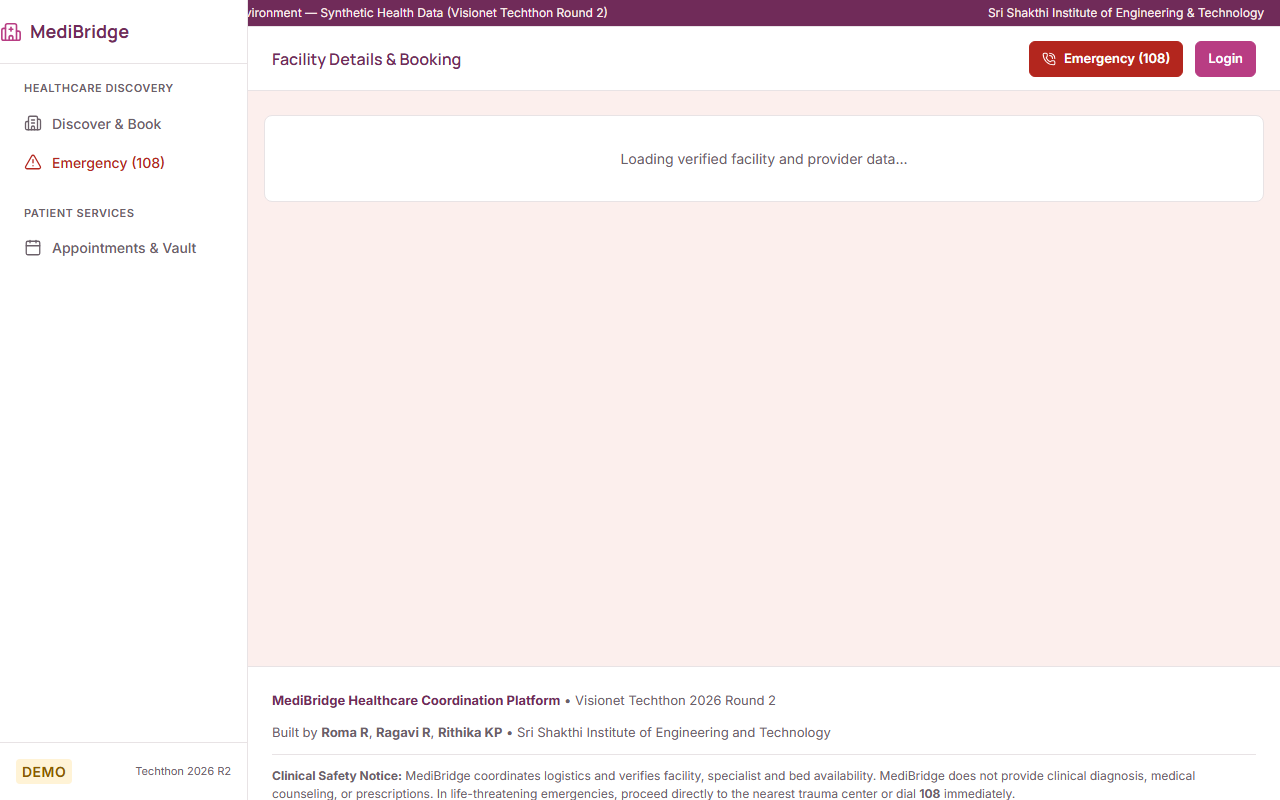 MediBridge
HEALTHCARE DISCOVERY
Discover & Book
Emergency (108)
PATIENT SERVICES
Appointments & Vault
DEMO
Techthon 2026 R2
— Synthetic Health Data (Visionet Techthon Round 2)
Sri Shakthi Institute of Engineering & Technology
Facility Details & Booking
Emergency (108)
Login
Loading verified facility and provider data...
MediBridge Healthcare Coordination Platform • Visionet Techthon 2026 Round 2
Built by Roma R, Ragavi R, Rithika KP • Sri Shakthi Institute of Engineering and Technology
Clinical Safety Notice: MediBridge coordinates logistics and verifies facility, specialist and bed availability. MediBridge does not provide clinical diagnosis, medical
counseling, or prescriptions. In life-threatening emergencies, proceed directly to the nearest trauma center or dial 108 immediately.